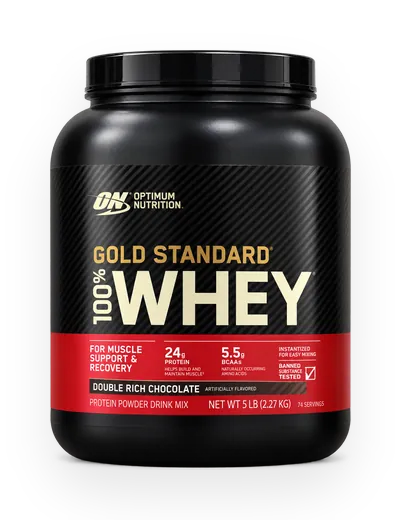 ON® OPTIMUM NUTRITION®
GOLD STANDARD®
100% WHEY
FOR MUSCLE SUPPORT & RECOVERY
24g PROTEIN
HELPS BUILD AND MAINTAIN MUSCLE*
5.5g BCAAs
NATURALLY OCCURRING AMINO ACIDS
INSTANTIZED FOR EASY MIXING
BANNED SUBSTANCE TESTED
DOUBLE RICH CHOCOLATE ARTIFICIALLY FLAVORED
PROTEIN POWDER DRINK MIX NET WT 5 LB (2.27 KG) 74 SERVINGS